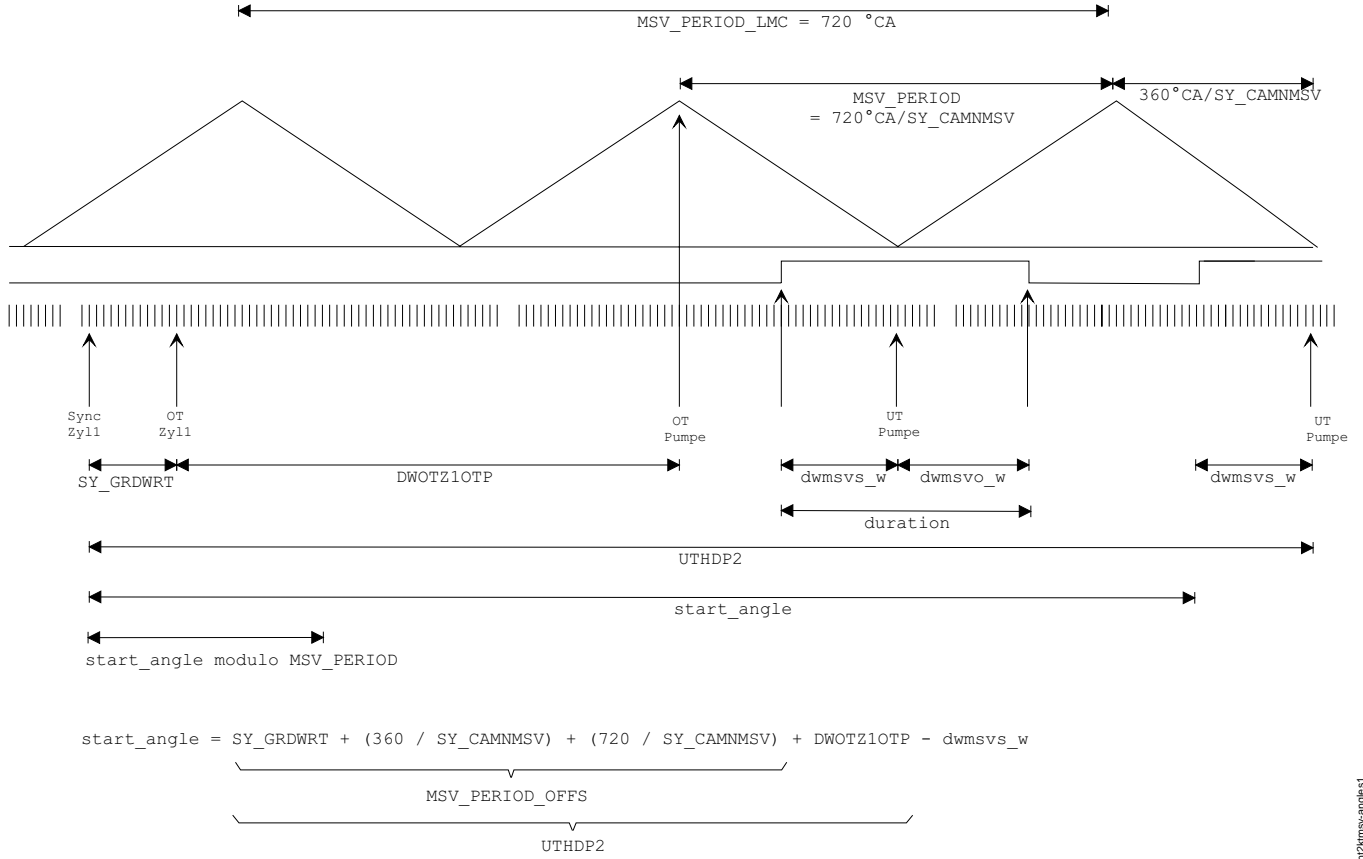 MSV_PERIOD_LMC = 720 °CA
MSV_PERIOD
= 720°CA/SY_CAMNMSV
360°CA/SY_CAMNMSV
Sync
Zyl1
OT
Zyl1
OT
Pumpe
UT
Pumpe
UT
Pumpe
SY_GRDWRT
DWOTZ1OTP
dwmsvs_w
dwmsvo_w
dwmsvs_w
duration
UTHDP2
start_angle
start_angle modulo MSV_PERIOD
start_angle = SY_GRDWRT + (360 / SY_CAMNMSV) + (720 / SY_CAMNMSV) + DWOTZ1OTP - dwmsvs_w
MSV_PERIOD_OFFS
UTHDP2